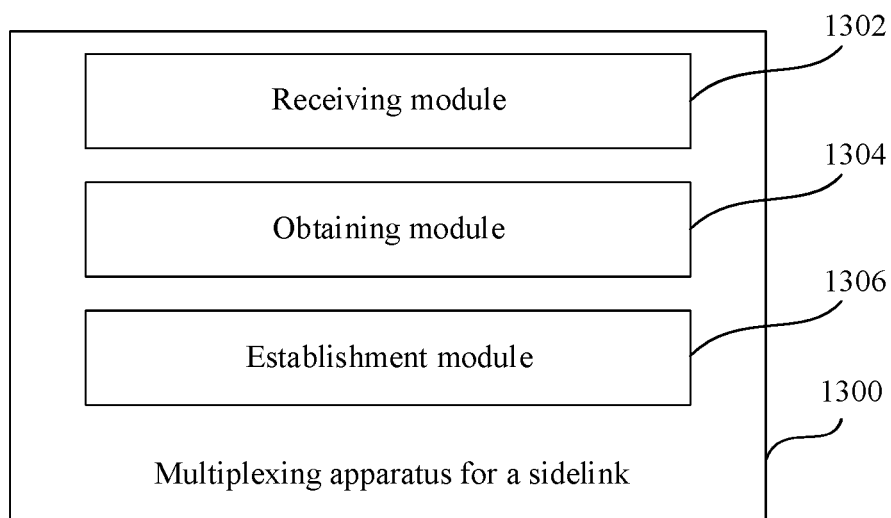 1302
Receiving module
1304
Obtaining module
1306
Establishment module
1300
Multiplexing apparatus for a sidelink